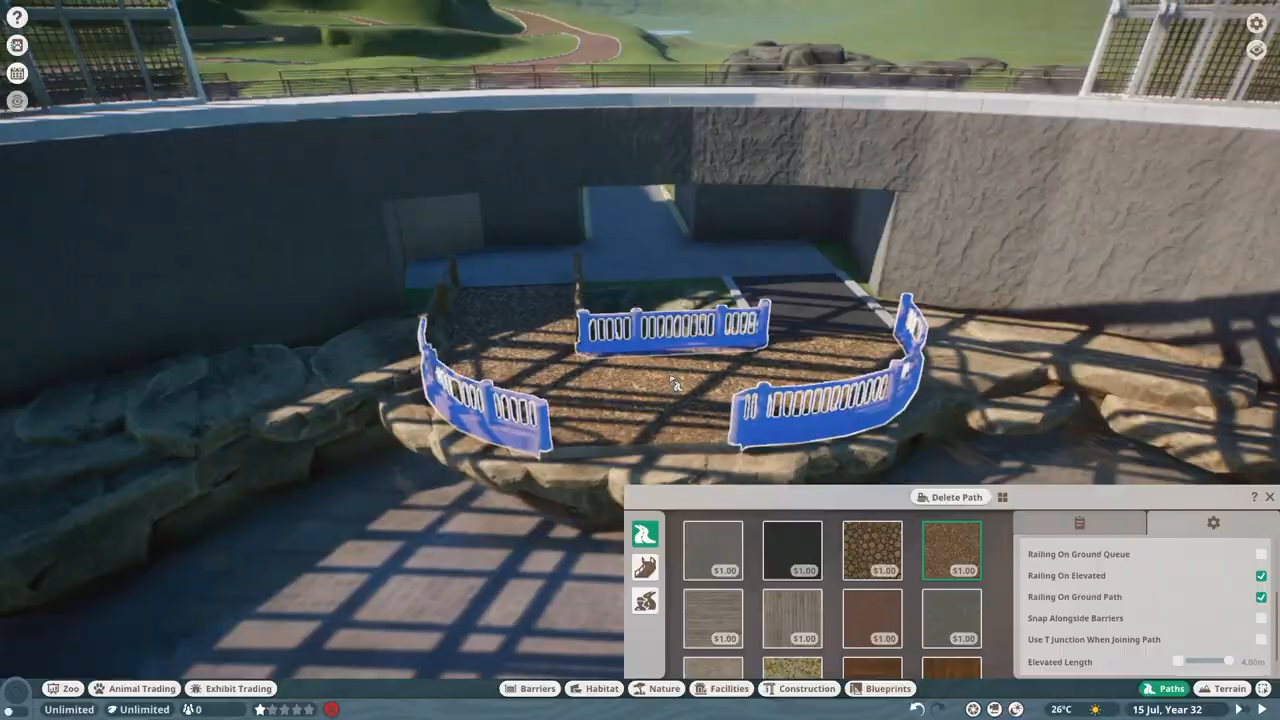 Delete Path
?
$1.00 $1.00 $1.00 $1.00
$1.00 $1.00 $1.00 $1.00
Railing On Ground Queue
Railing On Elevated
Railing On Ground Path
Snap Alongside Barriers
Use T Junction When Joining Path
Elevated Length 4.00m
Zoo Animal Trading Exhibit Trading Barriers Habitat Nature Facilities Construction Blueprints Paths Terrain
Unlimited Unlimited 0 26°C 15 Jul, Year 32